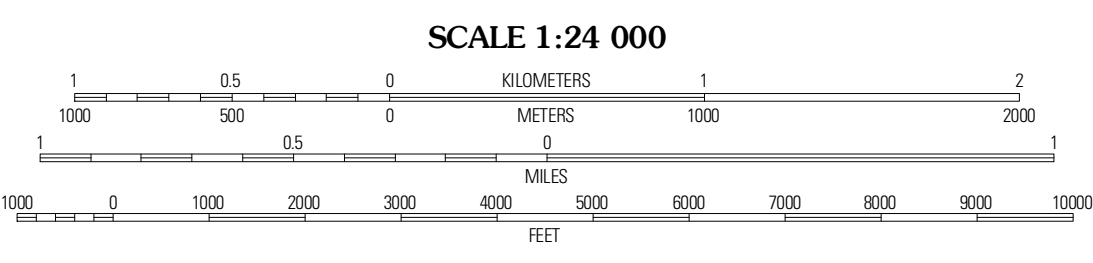 SCALE 1:24 000
1 0.5 0 KILOMETERS 1 2
1000 500 0 METERS 1000 2000
1 0.5 0 1
MILES
1000 0 1000 2000 3000 4000 5000 6000 7000 8000 9000 10000
FEET